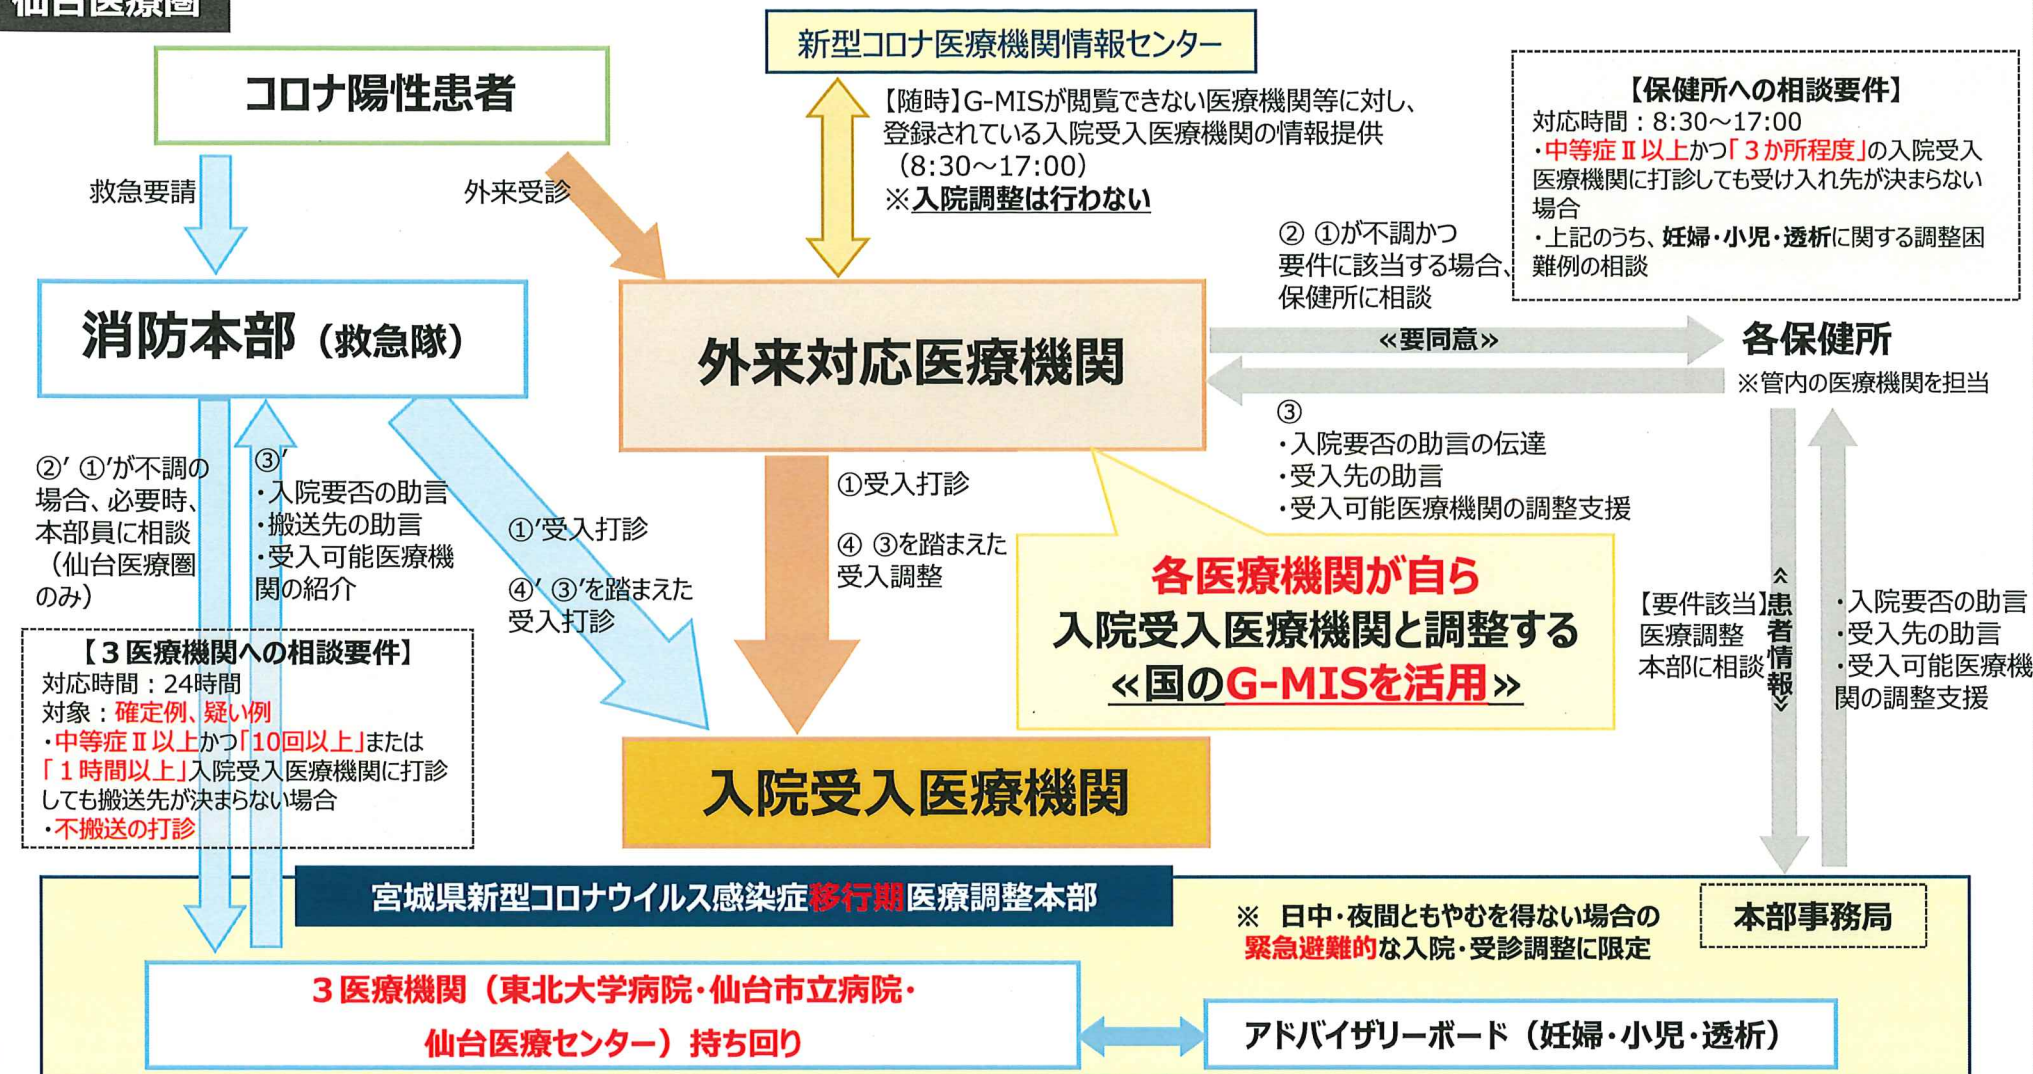 仙台医療圏
コロナ陽性患者
新型コロナ医療機関情報センター
【随時】G-MISが閲覧できない医療機関等に対し、
登録されている入院受入医療機関の情報提供
（8:30～17:00）
※入院調整は行わない
【保健所への相談要件】
対応時間：8:30～17:00
・中等症Ⅱ以上かつ「３か所程度」の入院受入
医療機関に打診しても受け入れ先が決まらない
場合
・上記のうち、妊婦・小児・透析に関する調整困
難例の相談
救急要請
外来受診
② ①が不調かつ
要件に該当する場合、
保健所に相談
消防本部（救急隊）
外来対応医療機関
≪要同意≫
各保健所
※管内の医療機関を担当
③
・入院要否の助言の伝達
・受入先の助言
・受入可能医療機関の調整支援
②’ ①’が不調の
場合、必要時、
本部員に相談
（仙台医療圏
のみ）
③’
・入院要否の助言
・搬送先の助言
・受入可能医療機
関の紹介
①’受入打診
④’ ③’を踏まえた
受入打診
①受入打診
④ ③を踏まえた
受入調整
各医療機関が自ら
入院受入医療機関と調整する
≪国のG-MISを活用≫
【要件該当】
医療調整
本部に相談
≪患者情報≫
・入院要否の助言
・受入先の助言
・受入可能医療機
関の調整支援
【３医療機関への相談要件】
対応時間：24時間
対象：確定例、疑い例
・中等症Ⅱ以上かつ「10回以上」または
「１時間以上」入院受入医療機関に打診
しても搬送先が決まらない場合
・不搬送の打診
入院受入医療機関
宮城県新型コロナウイルス感染症移行期医療調整本部
※ 日中・夜間ともやむを得ない場合の
緊急避難的な入院・受診調整に限定
本部事務局
３医療機関（東北大学病院・仙台市立病院・
仙台医療センター）持ち回り
アドバイザリーボード（妊婦・小児・透析）